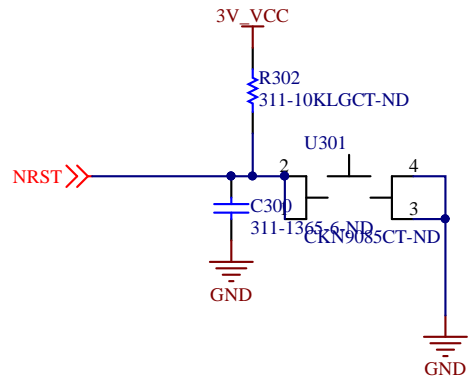 3V_VCC
R302
311-10KLGCT-ND
U301
NRST
2
4
C300
3
311-1365-6-ND
CKN9085CT-ND
GND
GND